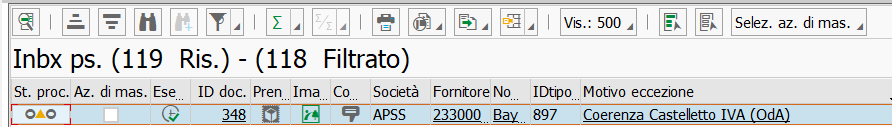 Vis.: 500 Selez. az. di mas.
Inbx ps. (119 Ris.) - (118 Filtrato)
St. proc. Az. di mas. Ese... ID doc. Pren... Ima... Co... Società Fornitore No... IDtipo... Motivo eccezione
348 APSS 233000 Bay 897 Coerenza Castelletto IVA (OdA)